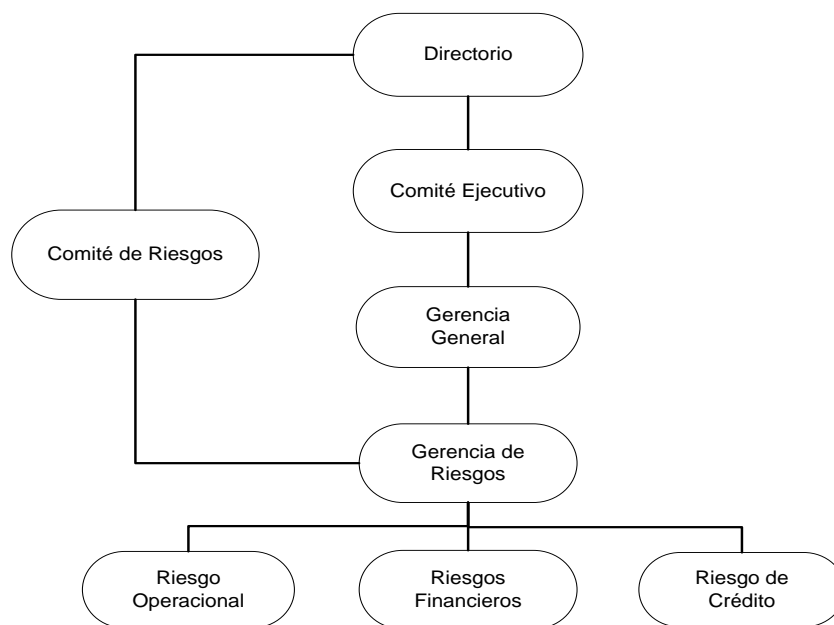 Directorio
Comité Ejecutivo
Comité de Riesgos
Gerencia
General
Gerencia de
Riesgos
Riesgo
Operacional
Riesgos
Financieros
Riesgo de
Crédito